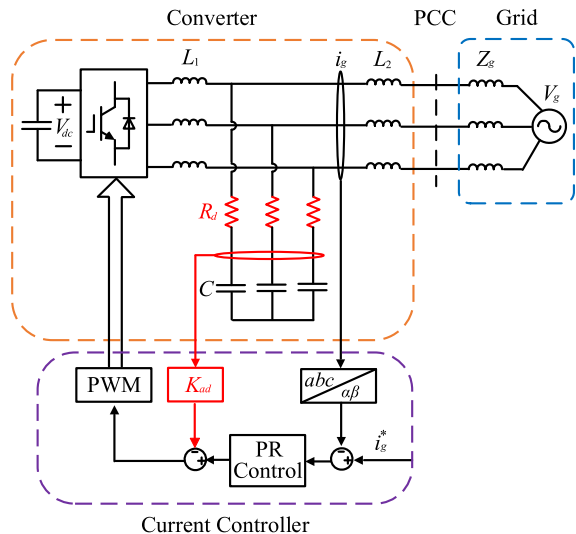 Converter
PCC
Grid
L1
ig
L2
Zg
Vg
+
Vdc
−
Rd
C
PWM
Kad
abc
αβ
− +
PR
Control
− +
i*g
Current Controller